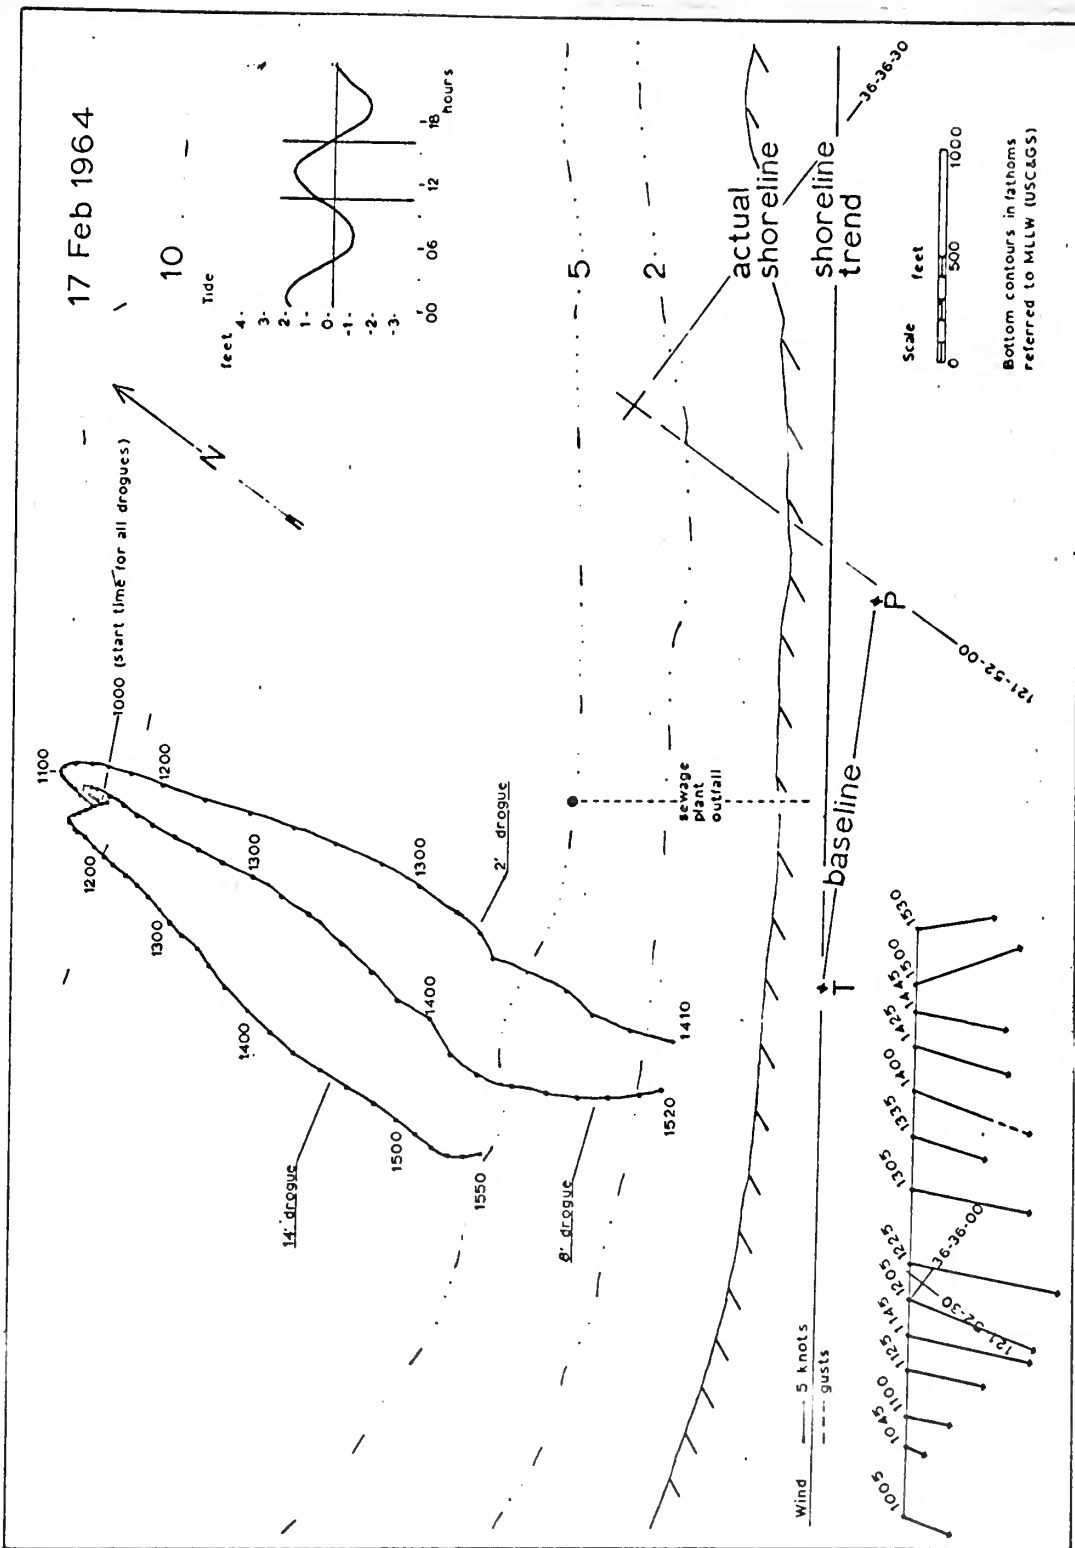 17 Feb 1964
10
Tide
feet
4-
3-
2-
1-
0-
-1-
-2-
-3-
00
06
12
18
hours
N
1000 (start time for all drogues)
1100
1200
1300
2' drogue
1410
1300
1400
8' drogue
1520
1200
1300
1400
14' drogue
1500
1550
5
2
sewage
plant
outfall
actual
shoreline
shoreline
trend
36-36-30
121-52-00
baseline
T
P
Scale feet
0 500 1000
Bottom contours in fathoms
referred to MLLW (USC&GS)
Wind 5 knots
gusts
1005
1045
1100
1125
1145
1205
1225
1305
1335
1400
1425
1445
1500
1530
36-36-00
121-52-30